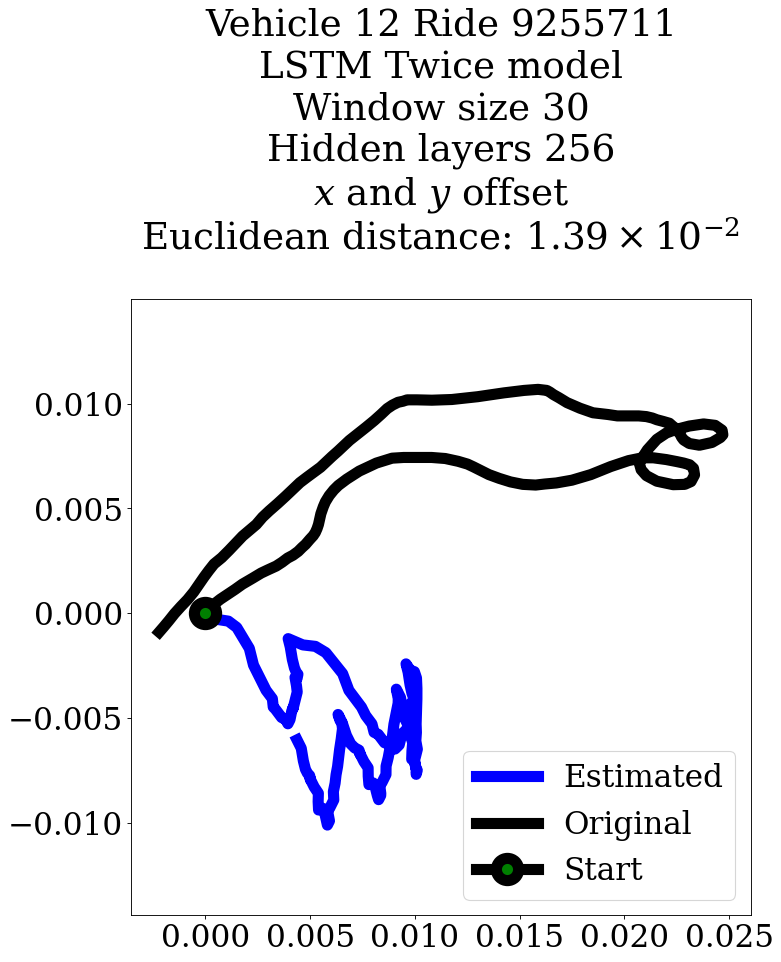 Vehicle 12 Ride 9255711
LSTM Twice model
Window size 30
Hidden layers 256
x and y offset
Euclidean distance: 1.39 × 10⁻²
0.010
0.005
0.000
−0.005
−0.010
Estimated
Original
Start
0.000 0.005 0.010 0.015 0.020 0.025